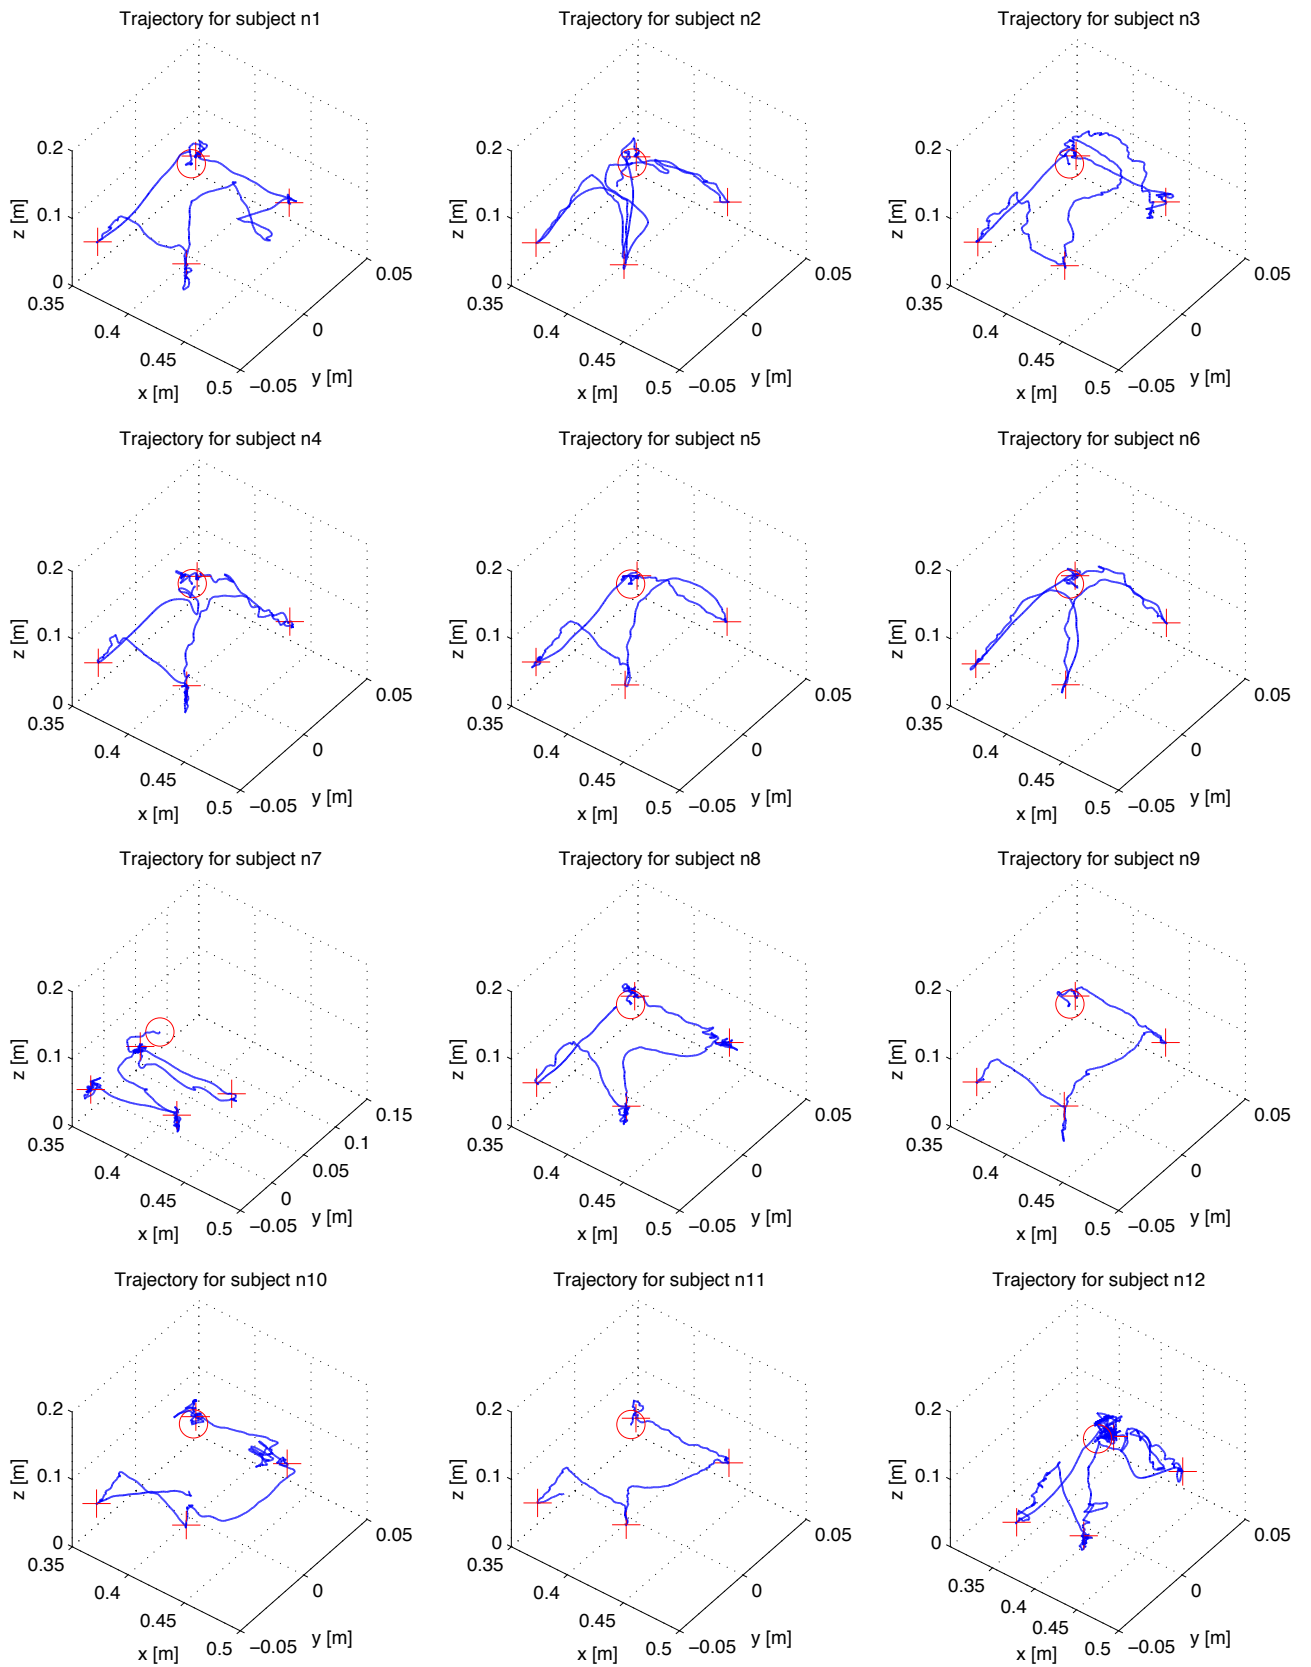 Trajectory for subject n1
0.2
0.1
0
z [m]
0.35
0.4
0.45
0.5
x [m]
−0.05
0
0.05
y [m]
Trajectory for subject n2
0.2
0.1
0
z [m]
0.35
0.4
0.45
0.5
x [m]
−0.05
0
0.05
y [m]
Trajectory for subject n3
0.2
0.1
0
z [m]
0.35
0.4
0.45
0.5
x [m]
−0.05
0
0.05
y [m]
Trajectory for subject n4
0.2
0.1
0
z [m]
0.35
0.4
0.45
0.5
x [m]
−0.05
0
0.05
y [m]
Trajectory for subject n5
0.2
0.1
0
z [m]
0.35
0.4
0.45
0.5
x [m]
−0.05
0
0.05
y [m]
Trajectory for subject n6
0.2
0.1
0
z [m]
0.35
0.4
0.45
0.5
x [m]
−0.05
0
0.05
y [m]
Trajectory for subject n7
0.2
0.1
0
z [m]
0.35
0.4
0.45
0.5
x [m]
−0.05
0
0.05
0.1
0.15
y [m]
Trajectory for subject n8
0.2
0.1
0
z [m]
0.35
0.4
0.45
0.5
x [m]
−0.05
0
0.05
y [m]
Trajectory for subject n9
0.2
0.1
0
z [m]
0.35
0.4
0.45
0.5
x [m]
−0.05
0
0.05
y [m]
Trajectory for subject n10
0.2
0.1
0
z [m]
0.35
0.4
0.45
0.5
x [m]
−0.05
0
0.05
y [m]
Trajectory for subject n11
0.2
0.1
0
z [m]
0.35
0.4
0.45
0.5
x [m]
−0.05
0
0.05
y [m]
Trajectory for subject n12
0.2
0.1
0
z [m]
0.35
0.4
0.45
0.5
x [m]
−0.05
0
0.05
y [m]